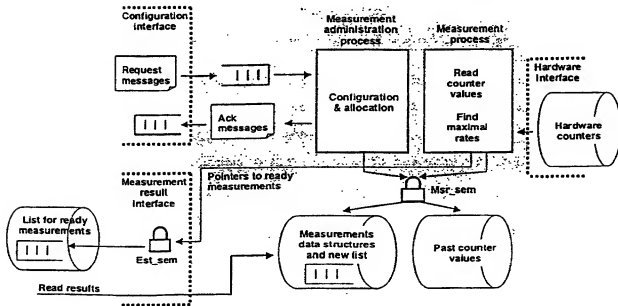 Configuration
interface
Measurement
administration
process
Measurement
process
Request
messages
Ack
messages
Configuration
& allocation
Read
counter
values
Find
maximal
rates
Hardware
Interface
Hardware
counters
Measurement
result
interface
Pointers to ready
measurements
Msr_sem
List for ready
measurements
Est_sem
Measurements
data structures
and new list
Past counter
values
Read results